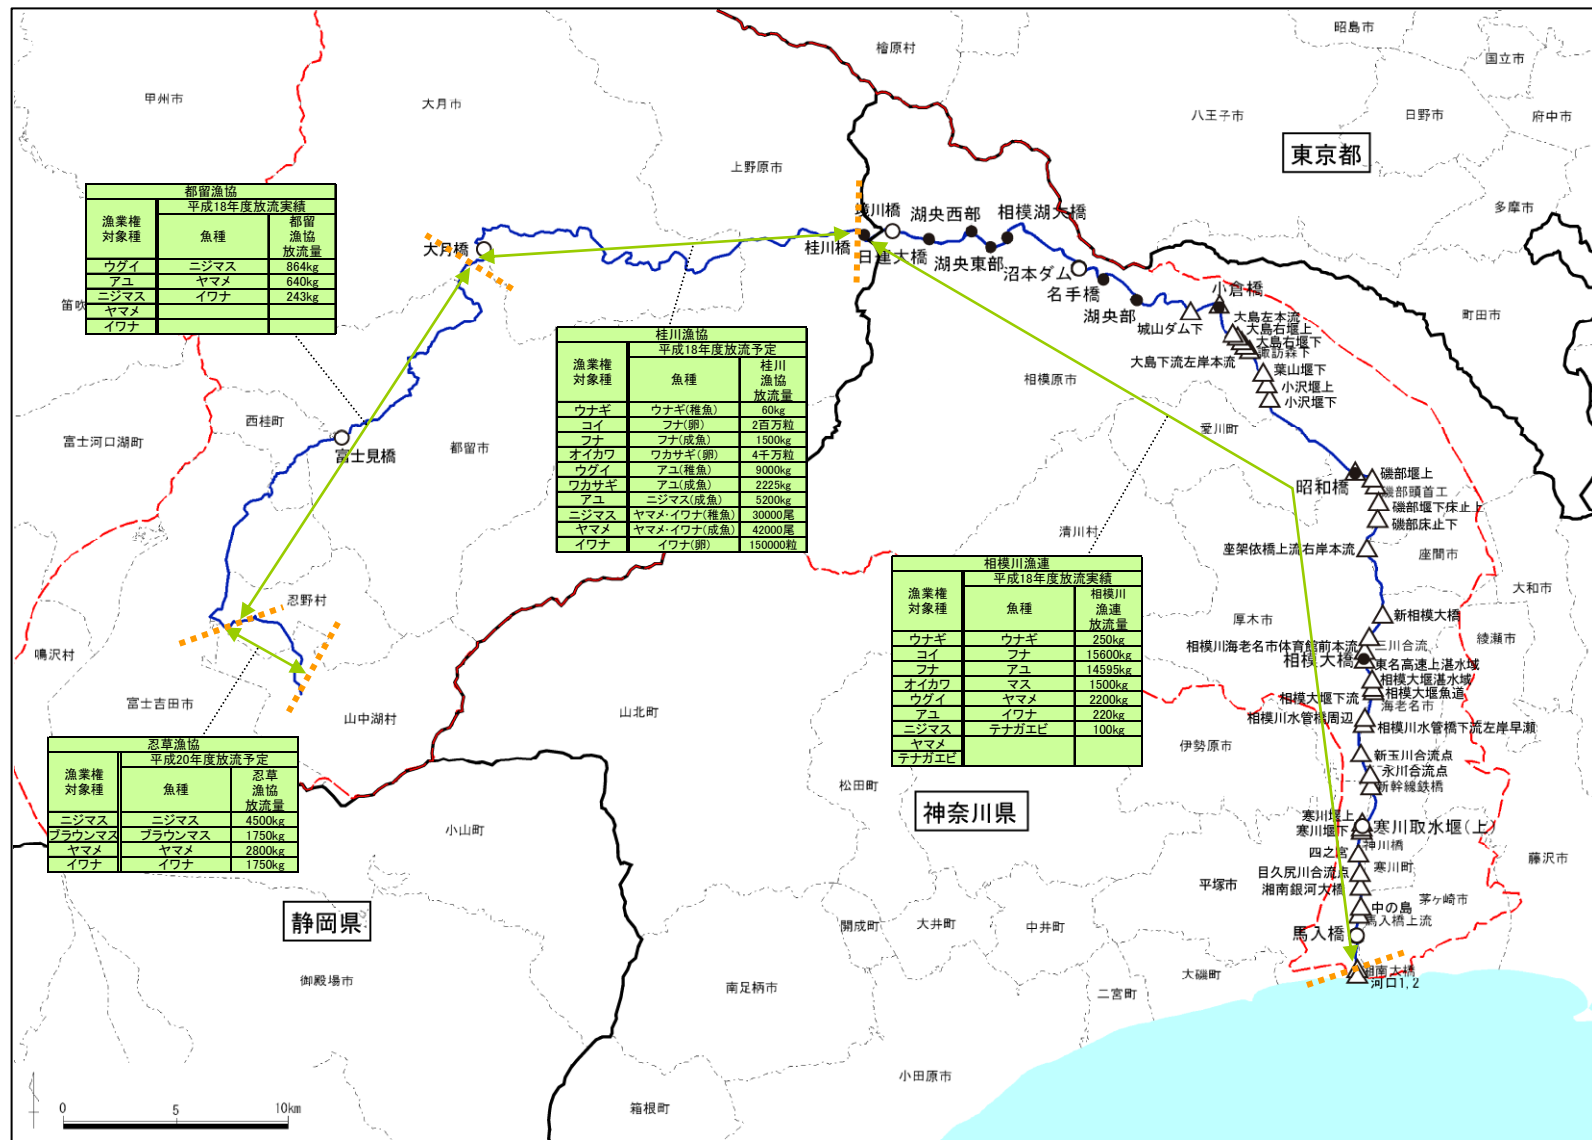 檜原村
昭島市
国立市
甲州市
大月市
八王子市
日野市
府中市
東京都
上野原市
多摩市
都留漁協
漁業権対象種
平成18年度放流実績
魚種
都留漁協放流量
ウグイ ニジマス 864kg
アユ ヤマメ 640kg
ニジマス イワナ 243kg
ヤマメ
イワナ
境川橋
湖央西部
相模湖大橋
大月橋
桂川橋
日連大橋
湖央東部
沼本ダム
名手橋
湖央部
小倉橋
笛吹
町田市
城山ダム下
大島左本流
大島右堰上
大島右堰下
諏訪森下
大島下流左岸本流
葉山堰下
小沢堰上
小沢堰下
相模原市
愛川町
桂川漁協
漁業権対象種
平成18年度放流予定
魚種
桂川漁協放流量
ウナギ ウナギ(稚魚) 60kg
コイ フナ(卵) 2百万粒
フナ フナ(成魚) 1500kg
オイカワ ワカサギ(卵) 4千万粒
ウグイ アユ(稚魚) 9000kg
ワカサギ アユ(成魚) 2225kg
アユ ニジマス(成魚) 5200kg
ニジマス ヤマメ・イワナ(稚魚) 30000尾
ヤマメ ヤマメ・イワナ(成魚) 42000尾
イワナ イワナ(卵) 150000粒
西桂町
富士河口湖町
都留市
富士見橋
昭和橋
磯部堰上
磯部頭首工
磯部堰下床止上
磯部床止下
清川村
座架依橋上流右岸本流
座間市
大和市
相模川漁連
漁業権対象種
平成18年度放流実績
魚種
相模川漁連放流量
ウナギ ウナギ 250kg
コイ フナ 15600kg
フナ アユ 14595kg
オイカワ マス 1500kg
ウグイ ヤマメ 2200kg
アユ イワナ 220kg
ニジマス テナガエビ 100kg
ヤマメ
テナガエビ
忍野村
鳴沢村
富士吉田市
山中湖村
山北町
厚木市
新相模大橋
綾瀬市
相模川海老名市体育館前本流
三川合流
相模大橋
東名高速上湛水域
相模大堰湛水域
相模大堰魚道
相模大堰下流
海老名市
相模川水管橋周辺
相模川水管橋下流左岸早瀬
伊勢原市
新玉川合流点
永川合流点
新幹線鉄橋
忍草漁協
漁業権対象種
平成20年度放流予定
魚種
忍草漁協放流量
ニジマス ニジマス 4500kg
ブラウンマス ブラウンマス 1750kg
ヤマメ ヤマメ 2800kg
イワナ イワナ 1750kg
松田町
神奈川県
小山町
寒川堰上
寒川堰下
寒川取水堰(上)
神川橋
四之宮
寒川町
藤沢市
目久尻川合流点
湘南銀河大橋
平塚市
茅ヶ崎市
中の島
馬入橋上流
馬入橋
静岡県
開成町
大井町
中井町
大磯町
湘南大橋
河口1,2
御殿場市
南足柄市
二宮町
小田原市
箱根町
0 5 10km